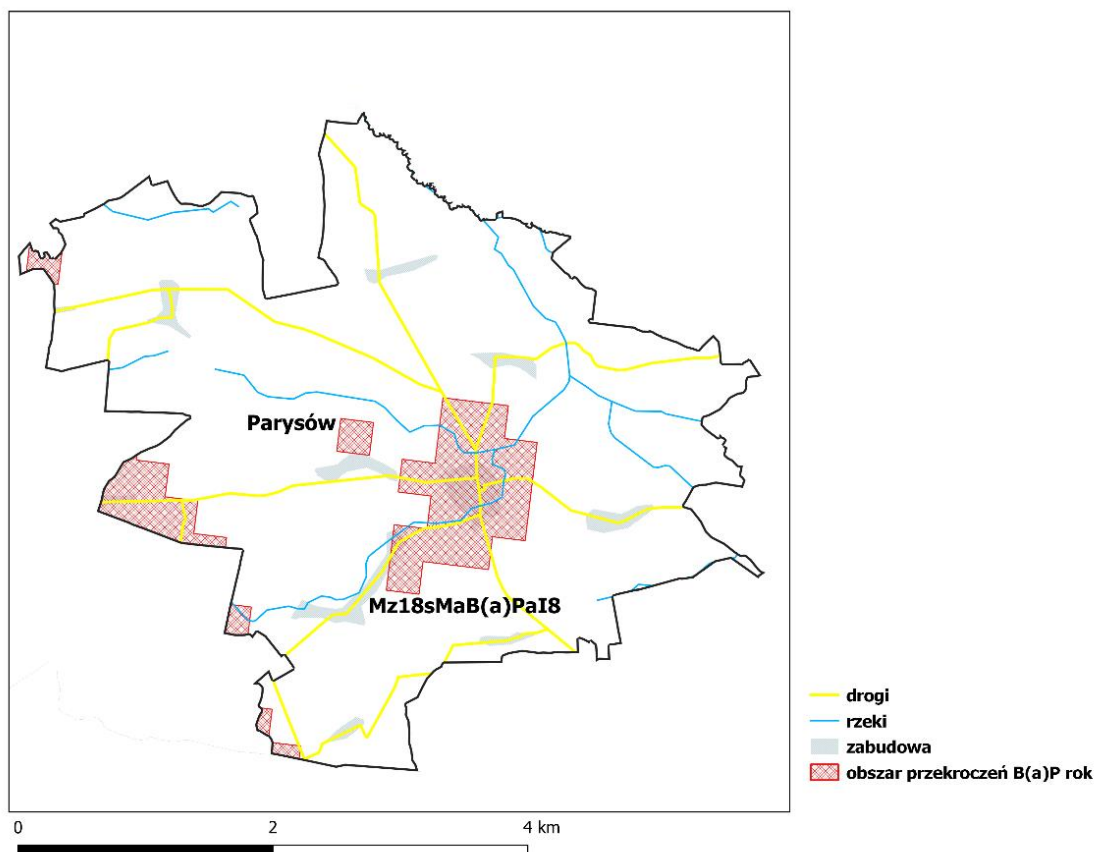 Parysów
Mz18sMaB(a)PaI8
drogi
rzeki
zabudowa
obszar przekroczeń B(a)P rok
0 2 4 km